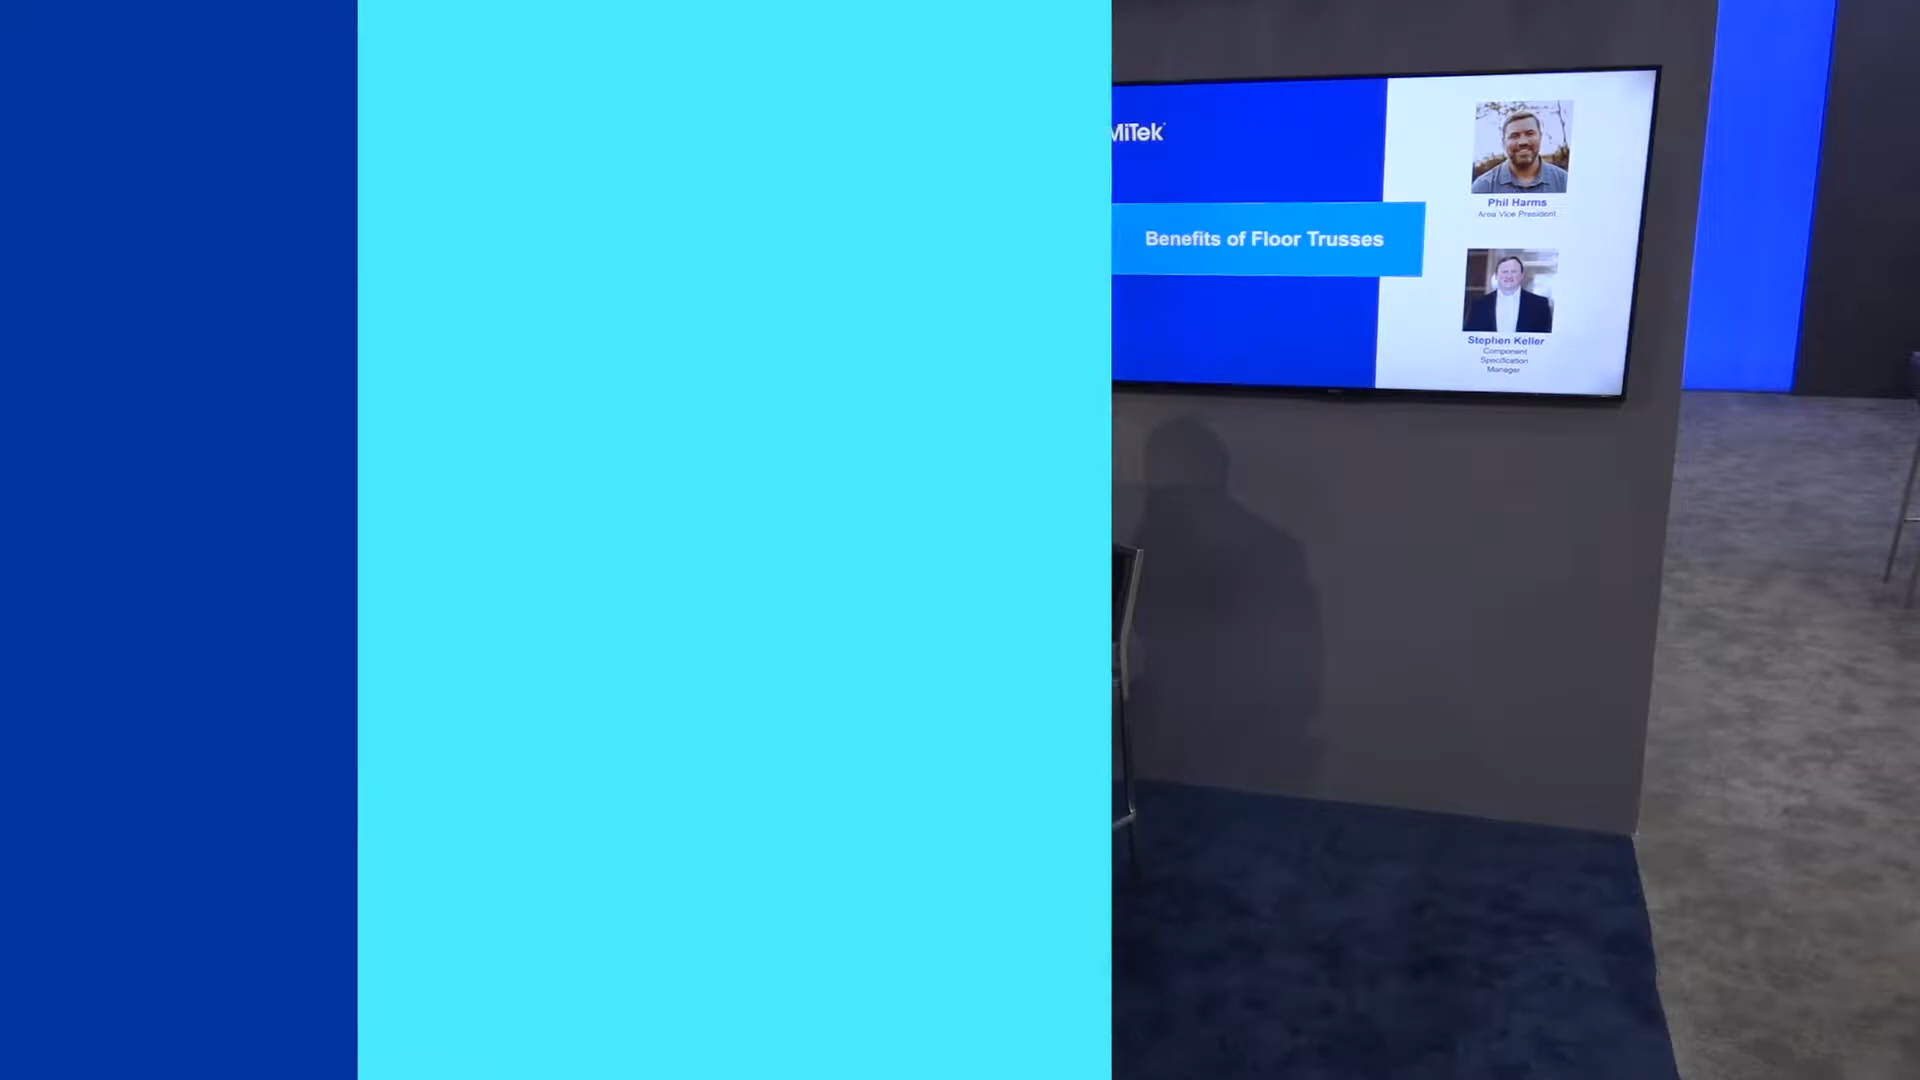 MiTek
Benefits of Floor Trusses
Phil Harms
Area Vice President
Stephen Keller
Component
Specification
Manager